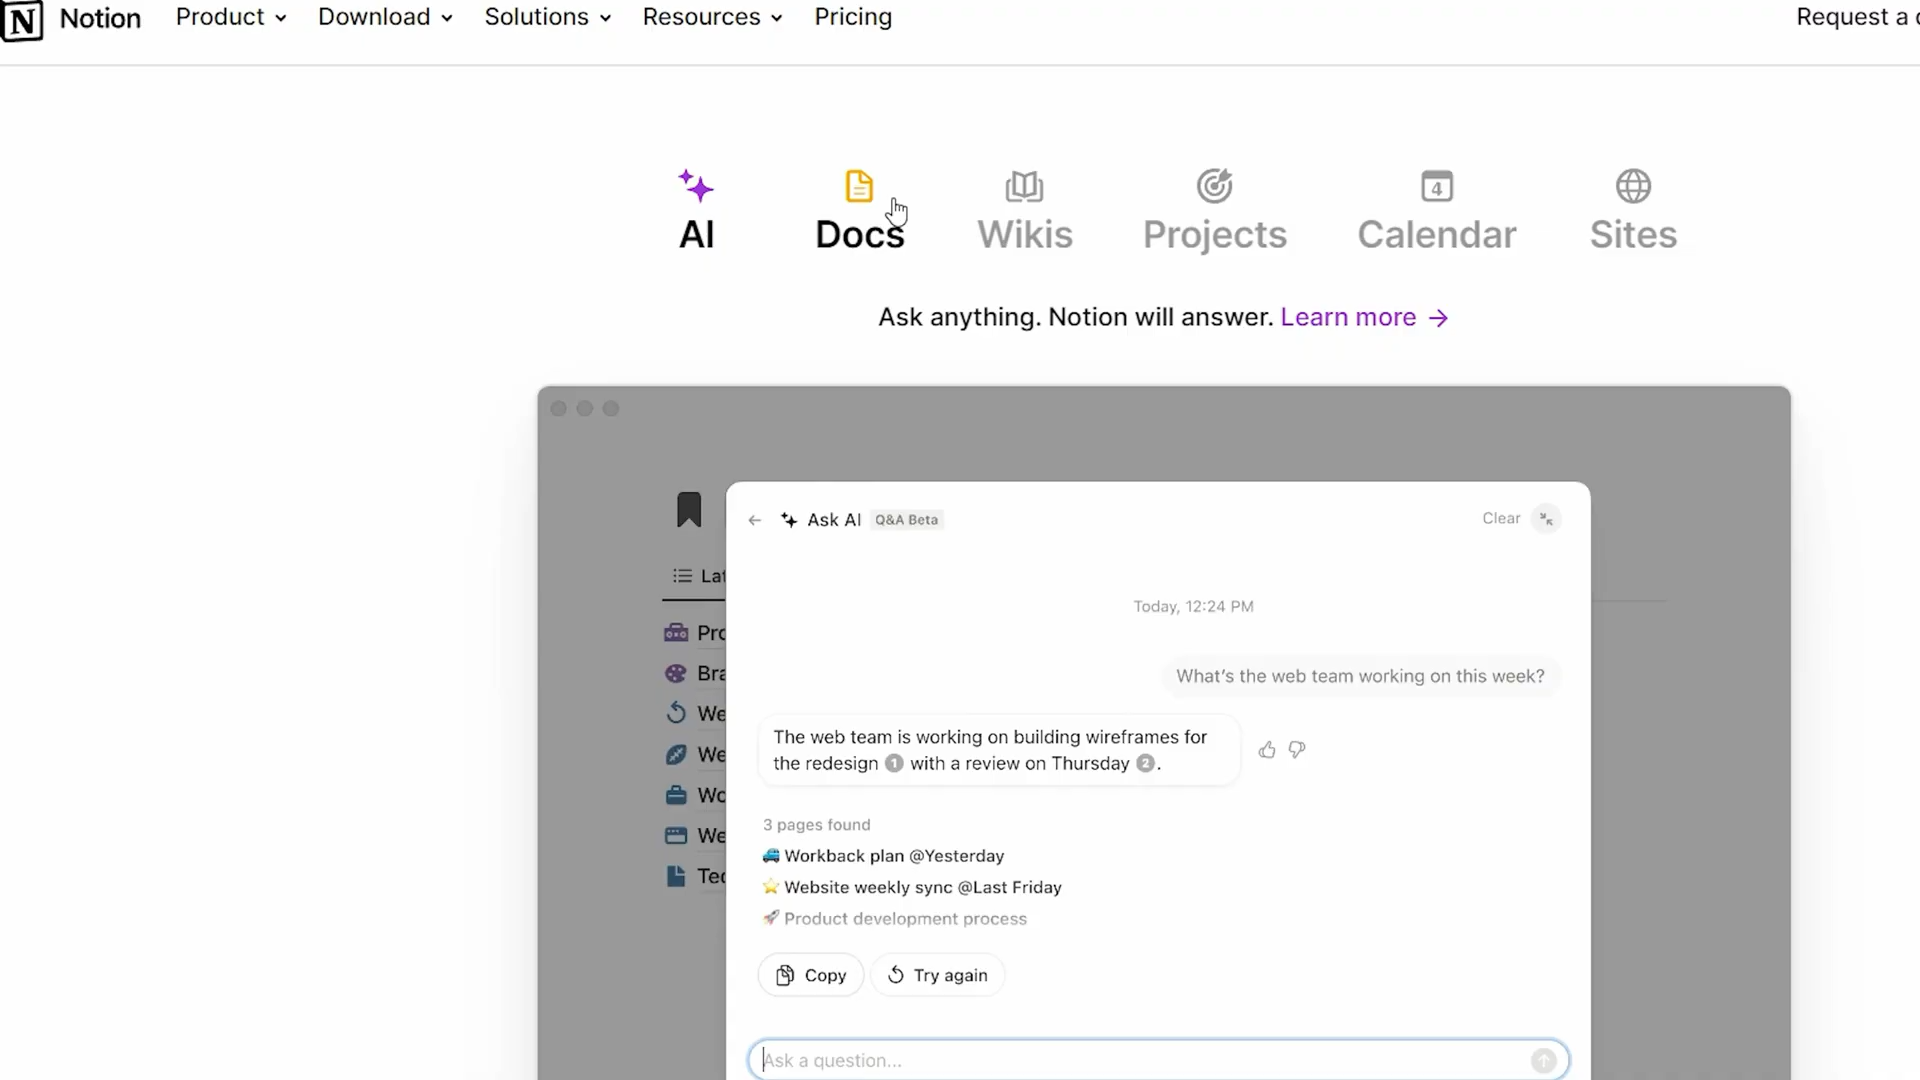 N Notion Product Download Solutions Resources Pricing Request a
AI Docs Wikis Projects 4 Calendar Sites
Ask anything. Notion will answer. Learn more →
← Ask AI Q&A Beta Clear
Today, 12:24 PM
What's the web team working on this week?
The web team is working on building wireframes for
the redesign 1 with a review on Thursday 2.
3 pages found
Workback plan @Yesterday
Website weekly sync @Last Friday
Product development process
Copy Try again
Ask a question...